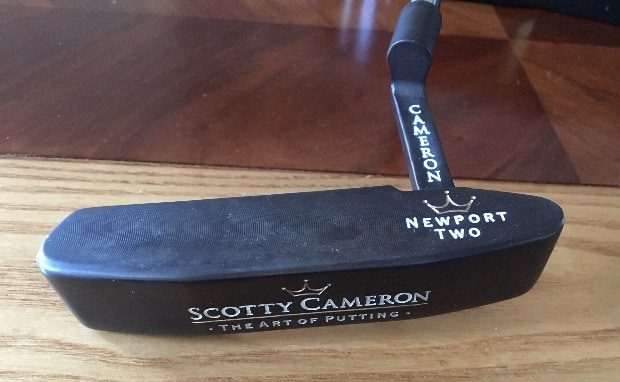 CAMERON
NEWPORT
TWO
SCOTTY CAMERON
· THE ART OF PUTTING ·